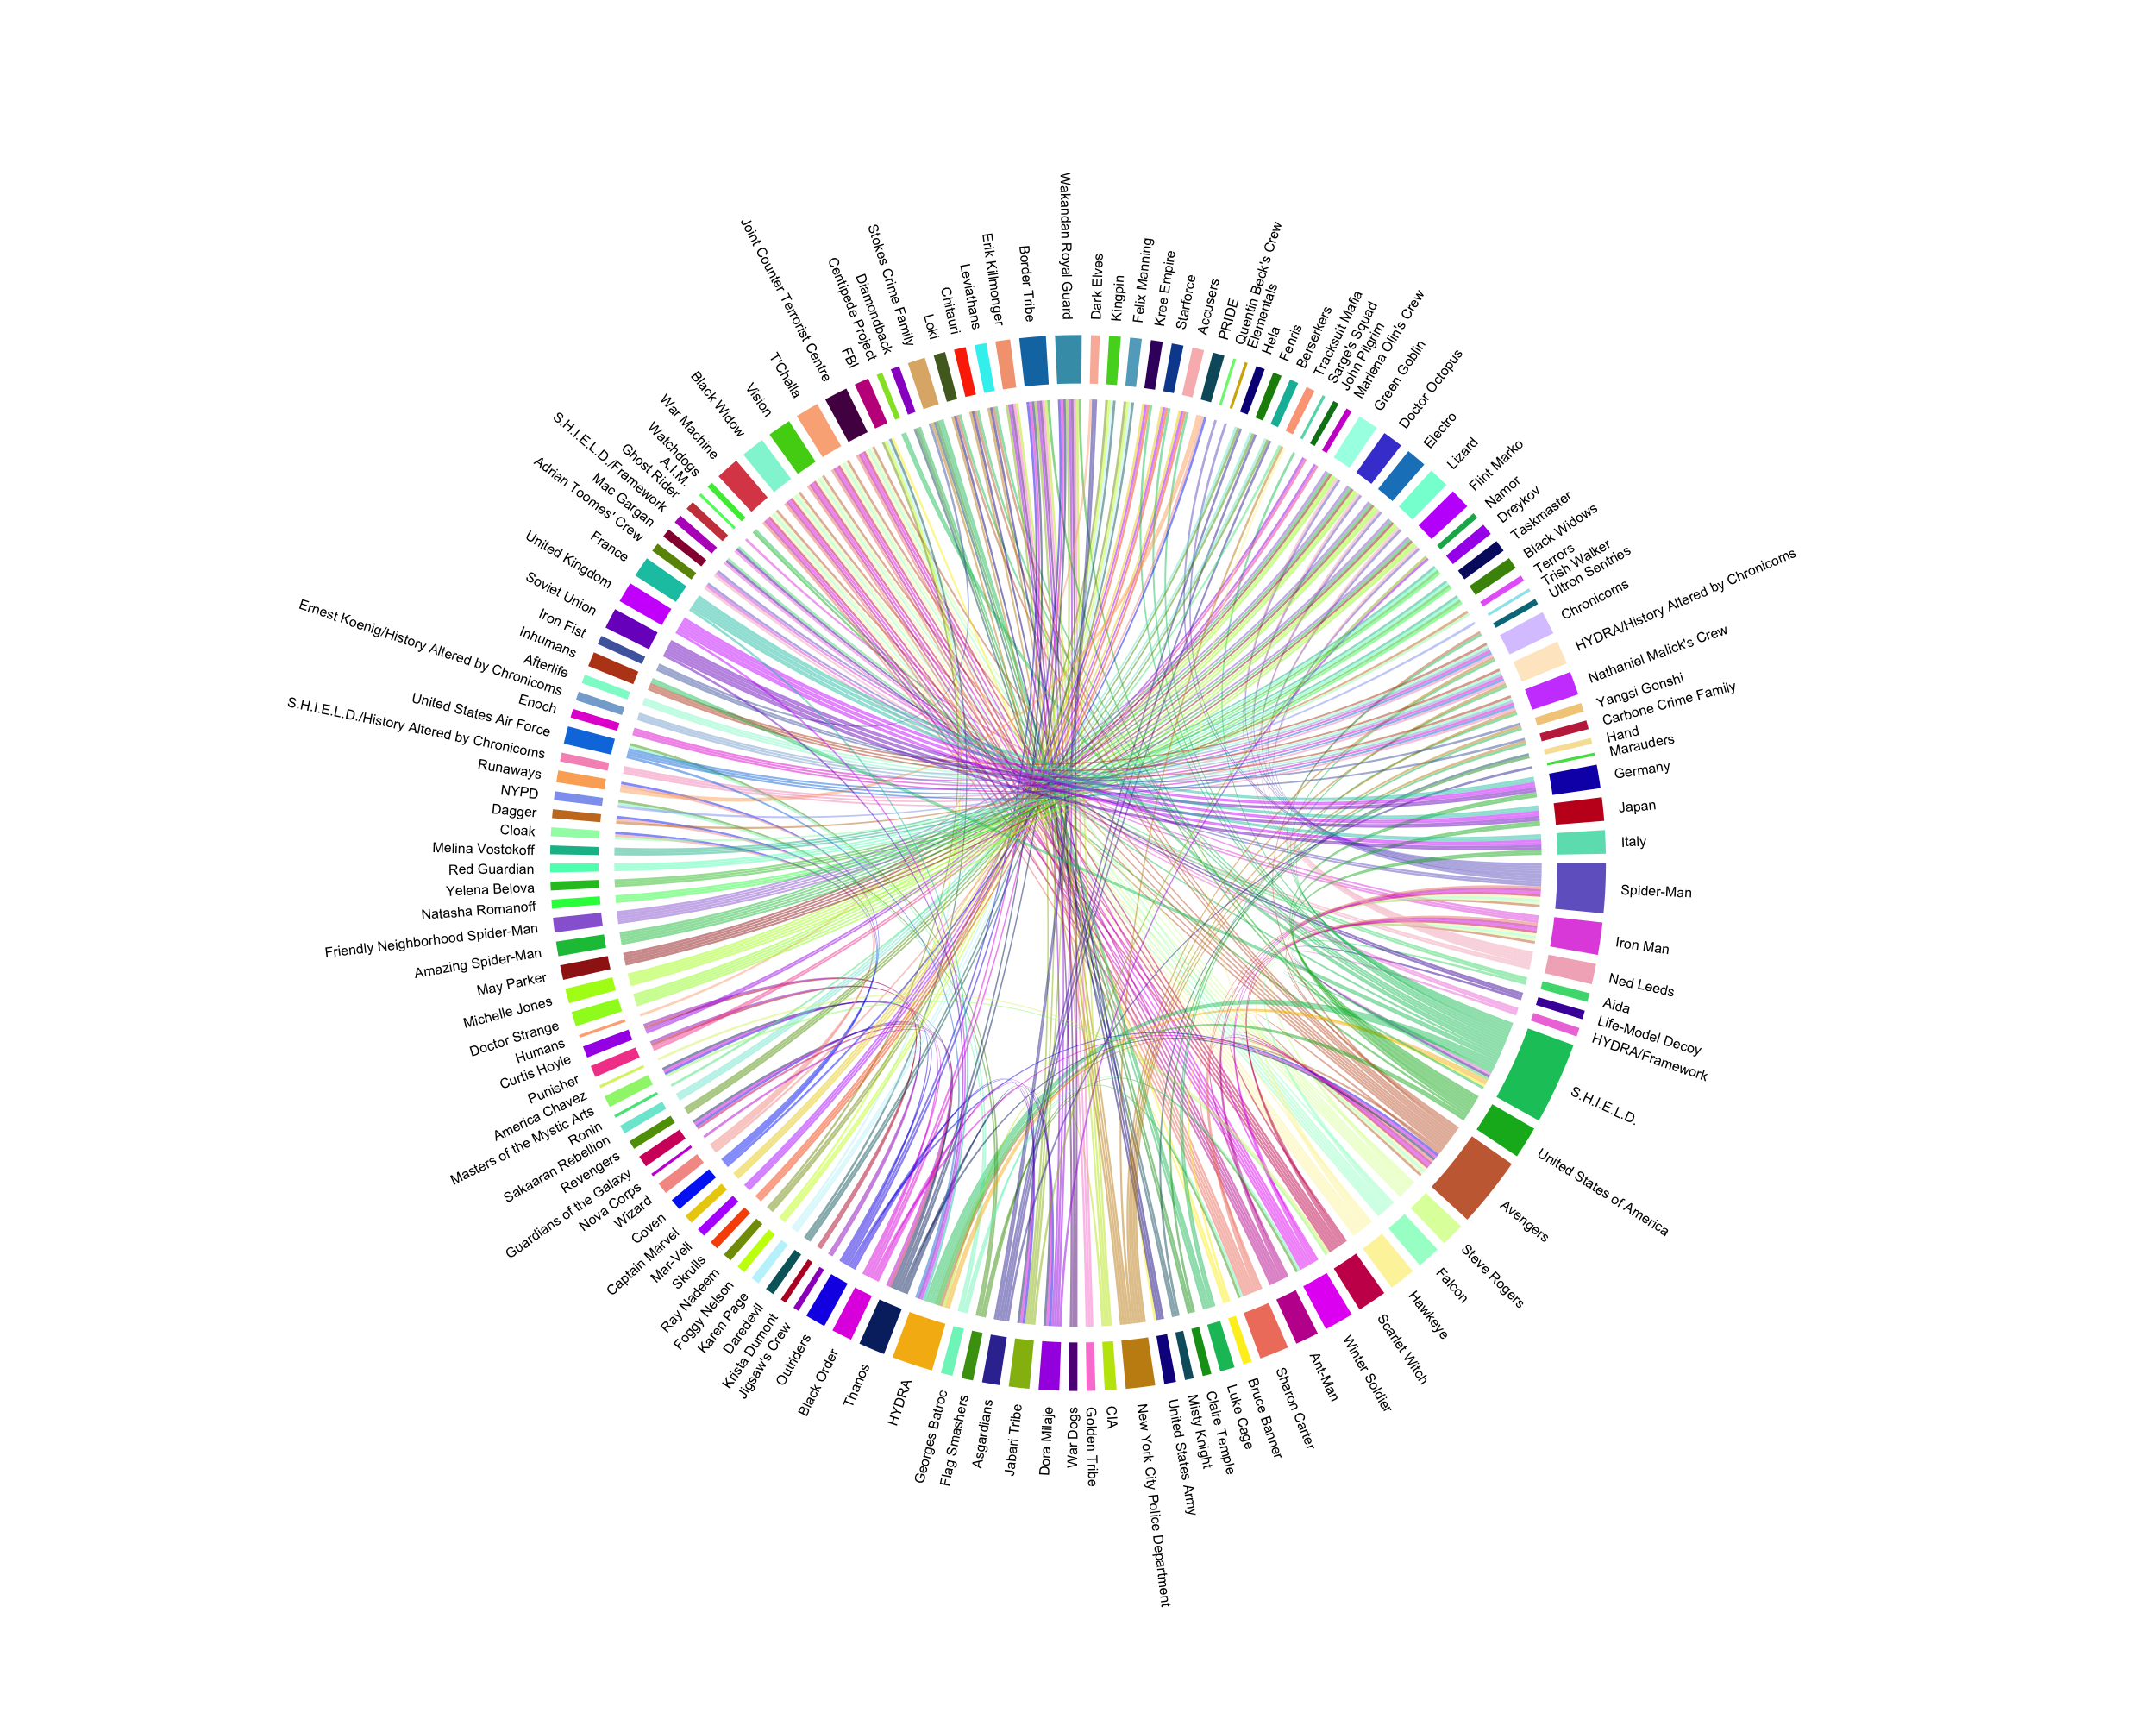 Wakandan Royal Guard
Dark Elves
Kingpin
Felix Manning
Kree Empire
Starforce
Accusers
PRIDE
Quentin Beck's Crew
Elementals
Hela
Fenris
Berserkers
Tracksuit Mafia
Sarge's Squad
John Pilgrim
Marlena Olin's Crew
Green Goblin
Doctor Octopus
Electro
Lizard
Flint Marko
Namor
Dreykov
Taskmaster
Black Widows
Terrors
Trish Walker
Ultron Sentries
Chronicoms
HYDRA/History Altered by Chronicoms
Nathaniel Malick's Crew
Yangsi Gonshi
Carbone Crime Family
Hand
Marauders
Germany
Japan
Italy
Spider-Man
Iron Man
Ned Leeds
Aida
Life-Model Decoy
HYDRA/Framework
S.H.I.E.L.D.
United States of America
Avengers
Steve Rogers
Falcon
Hawkeye
Scarlet Witch
Winter Soldier
Ant-Man
Sharon Carter
Bruce Banner
Luke Cage
Claire Temple
Misty Knight
United States Army
New York City Police Department
CIA
Golden Tribe
War Dogs
Dora Milaje
Jabari Tribe
Asgardians
Flag Smashers
Georges Batroc
HYDRA
Thanos
Black Order
Outriders
Jigsaw's Crew
Krista Dumont
Daredevil
Karen Page
Foggy Nelson
Ray Nadeem
Skrulls
Mar-Vell
Captain Marvel
Coven
Wizard
Nova Corps
Guardians of the Galaxy
Revengers
Sakaaran Rebellion
Ronin
Masters of the Mystic Arts
America Chavez
Punisher
Curtis Hoyle
Humans
Doctor Strange
Michelle Jones
May Parker
Amazing Spider-Man
Friendly Neighborhood Spider-Man
Natasha Romanoff
Yelena Belova
Red Guardian
Melina Vostokoff
Cloak
Dagger
NYPD
Runaways
S.H.I.E.L.D./History Altered by Chronicoms
United States Air Force
Enoch
Ernest Koenig/History Altered by Chronicoms
Afterlife
Inhumans
Iron Fist
Soviet Union
United Kingdom
France
Adrian Toomes' Crew
Mac Gargan
S.H.I.E.L.D./Framework
Ghost Rider
A.I.M.
Watchdogs
War Machine
Black Widow
Vision
T'Challa
Joint Counter Terrorist Centre
FBI
Centipede Project
Diamondback
Stokes Crime Family
Loki
Chitauri
Leviathans
Erik Killmonger
Border Tribe